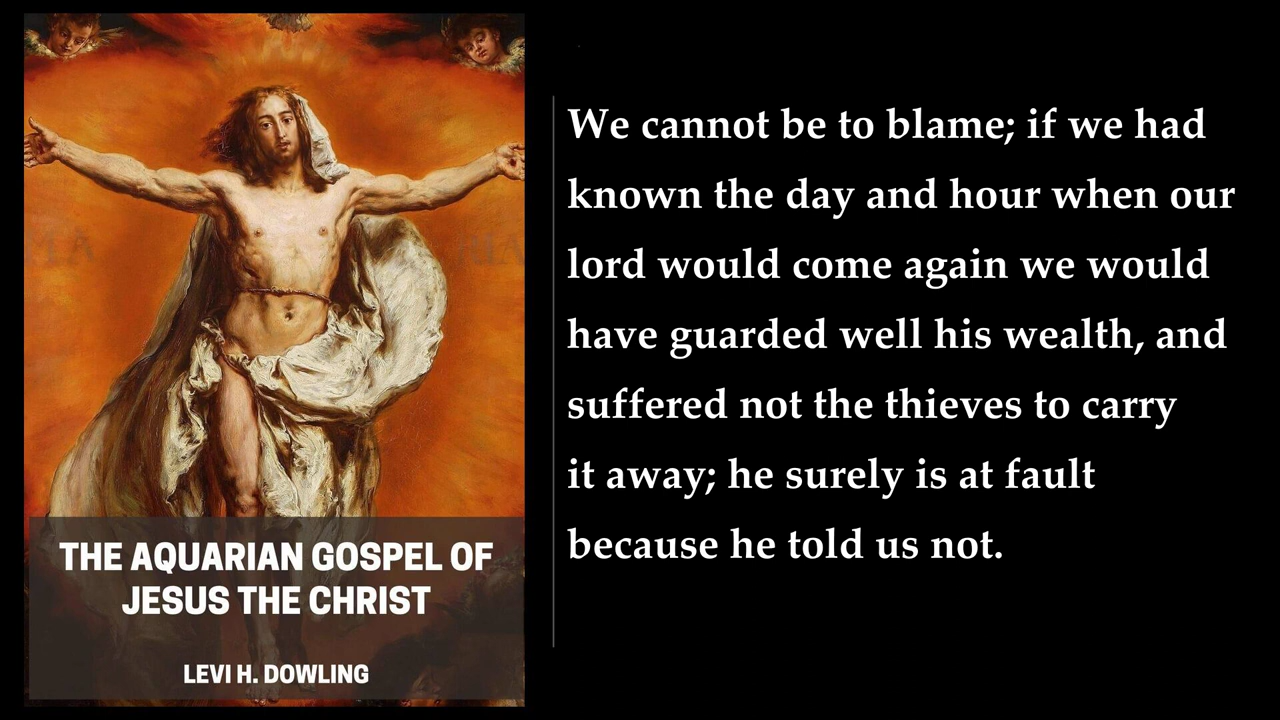 THE AQUARIAN GOSPEL OF
JESUS THE CHRIST
LEVI H. DOWLING
We cannot be to blame; if we had
known the day and hour when our
lord would come again we would
have guarded well his wealth, and
suffered not the thieves to carry
it away; he surely is at fault
because he told us not.